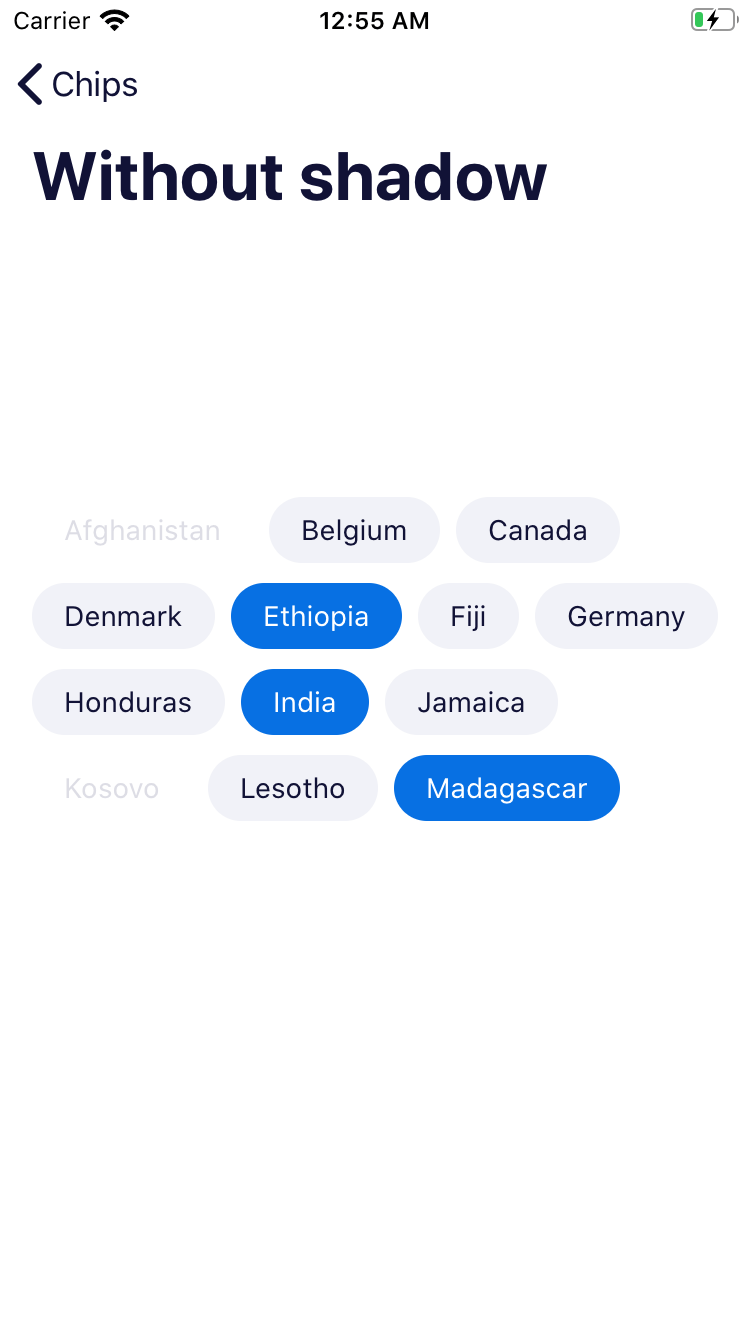 Carrier 12:55 AM
Chips
Without shadow
Afghanistan Belgium Canada
Denmark Ethiopia Fiji Germany
Honduras India Jamaica
Kosovo Lesotho Madagascar